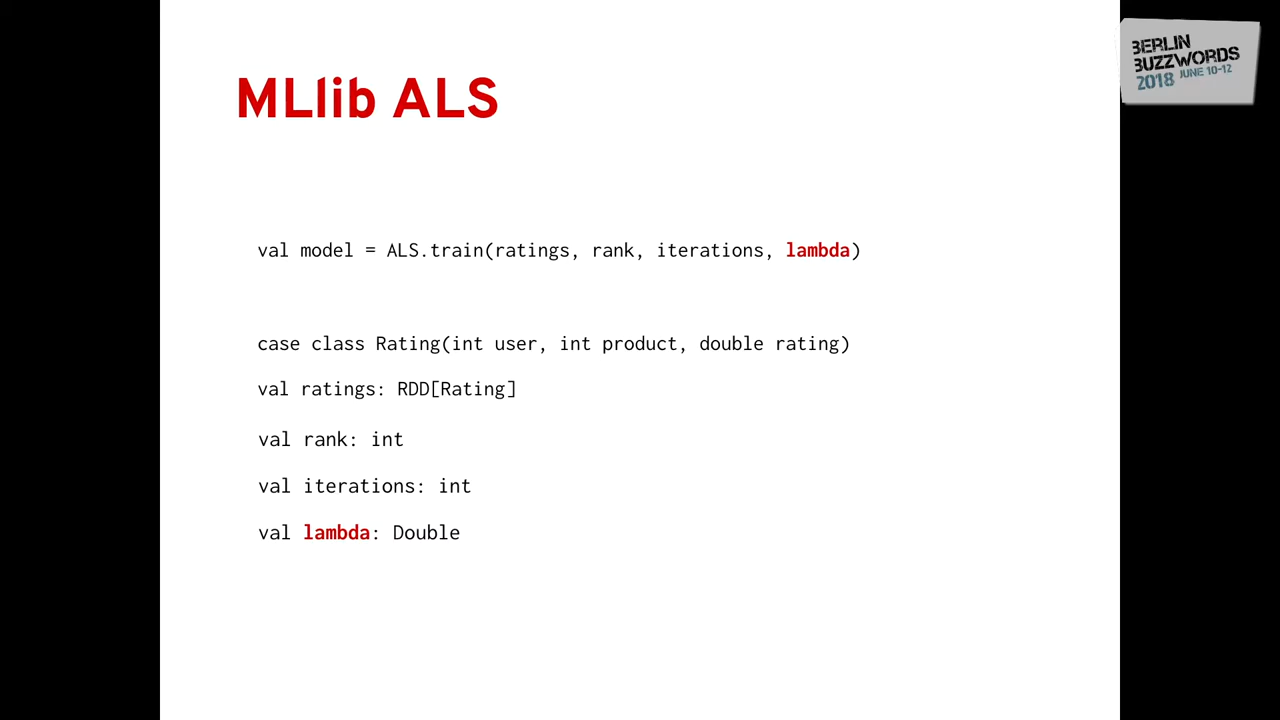 MLlib ALS
val model = ALS.train(ratings, rank, iterations, lambda)
case class Rating(int user, int product, double rating)
val ratings: RDD[Rating]
val rank: int
val iterations: int
val lambda: Double
BERLIN
BUZZWORDS
2018 JUNE 10-12